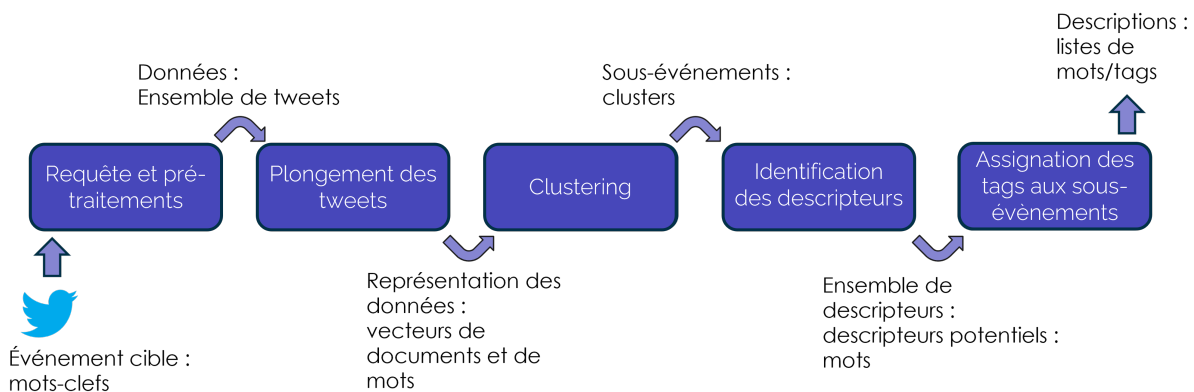 Descriptions :
listes de
mots/tags
Données :
Ensemble de tweets
Sous-événements :
clusters
Requête et pré-
traitements
Plongement des
tweets
Clustering
Identification
des descripteurs
Assignation des
tags aux sous-
évènements
Représentation des
données :
vecteurs de
documents et de
mots
Ensemble de
descripteurs :
descripteurs potentiels :
mots
Événement cible :
mots-clefs